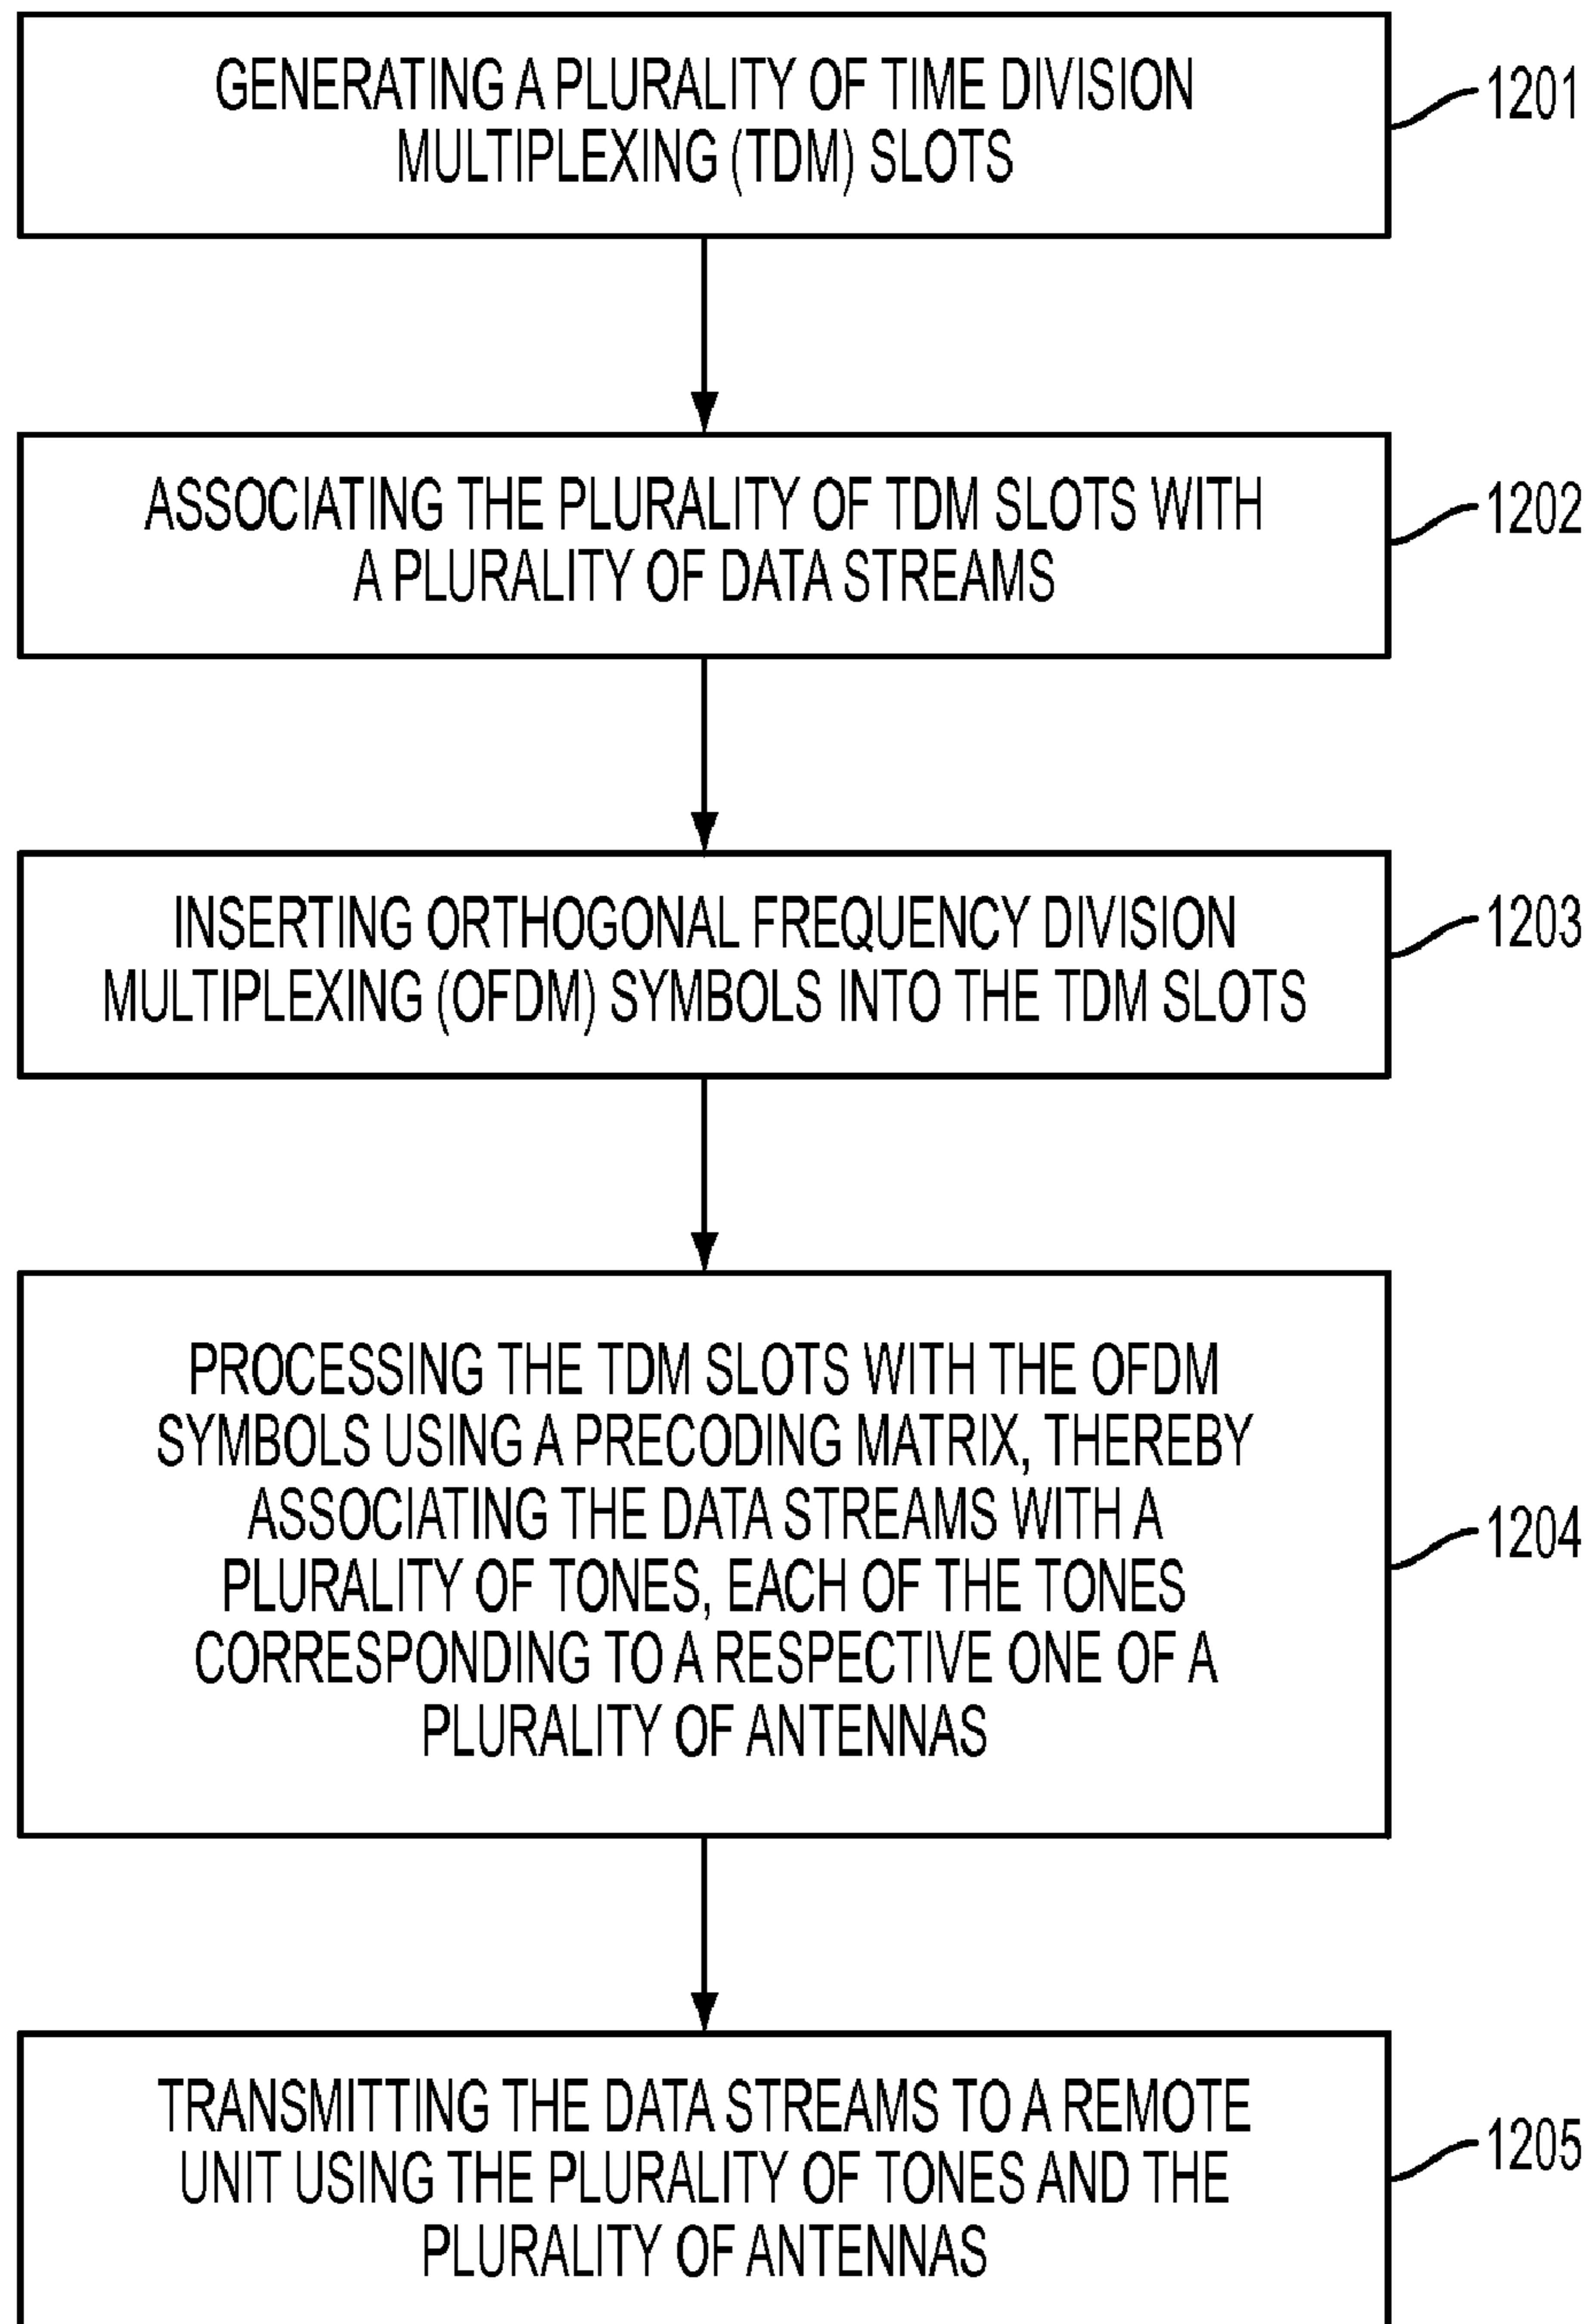 GENERATING A PLURALITY OF TIME DIVISION
MULTIPLEXING (TDM) SLOTS
1201
ASSOCIATING THE PLURALITY OF TDM SLOTS WITH
A PLURALITY OF DATA STREAMS
1202
INSERTING ORTHOGONAL FREQUENCY DIVISION
MULTIPLEXING (OFDM) SYMBOLS INTO THE TDM SLOTS
1203
PROCESSING THE TDM SLOTS WITH THE OFDM
SYMBOLS USING A PRECODING MATRIX, THEREBY
ASSOCIATING THE DATA STREAMS WITH A
PLURALITY OF TONES, EACH OF THE TONES
CORRESPONDING TO A RESPECTIVE ONE OF A
PLURALITY OF ANTENNAS
1204
TRANSMITTING THE DATA STREAMS TO A REMOTE
UNIT USING THE PLURALITY OF TONES AND THE
PLURALITY OF ANTENNAS
1205